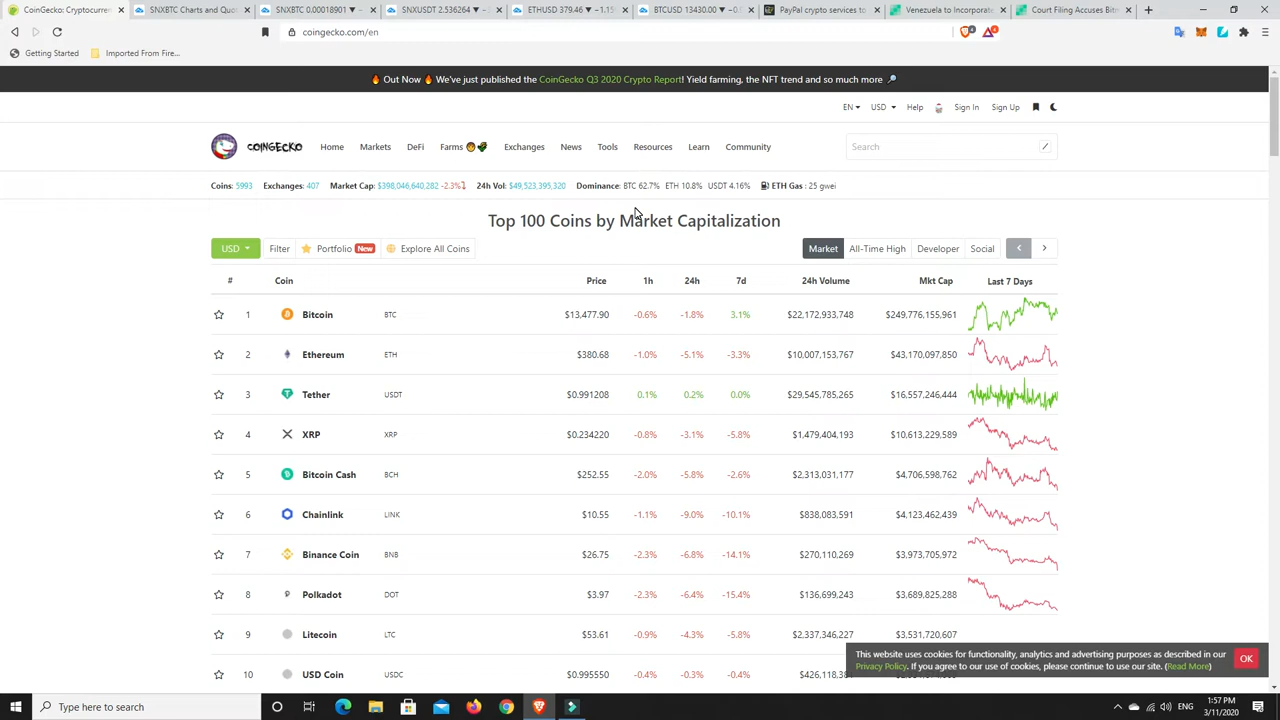 CoinGecko: Cryptocurren
SNXBTC Charts and Quo
SNXBTC 0.00018901 ▼
SNXUSDT 2.536264 ▼
ETHUSD 379.46 ▼ −1.15
BTCUSD 13430.00 ▼ −0.
PayPal crypto services to
Venezuela to Incorporate
Court Filing Accuses Bitm
coingecko.com/en
Getting Started
Imported From Fire...
Out Now We've just published the CoinGecko Q3 2020 Crypto Report! Yield farming, the NFT trend and so much more
EN USD Help Sign In Sign Up
COINGECKO Home Markets DeFi Farms Exchanges News Tools Resources Learn Community Search /
Coins: 5993 Exchanges: 407 Market Cap: $398,046,640,282 -2.3% 24h Vol: $49,523,395,320 Dominance: BTC 62.7% ETH 10.8% USDT 4.16% ETH Gas : 25 gwei
Top 100 Coins by Market Capitalization
USD Filter Portfolio New Explore All Coins Market All-Time High Developer Social < >
# Coin Price 1h 24h 7d 24h Volume Mkt Cap Last 7 Days
1 Bitcoin BTC $13,477.90 -0.6% -1.8% 3.1% $22,172,933,748 $249,776,155,961
2 Ethereum ETH $380.68 -1.0% -5.1% -3.3% $10,007,153,767 $43,170,097,850
3 Tether USDT $0.991208 0.1% 0.2% 0.0% $29,545,785,265 $16,557,246,444
4 XRP XRP $0.234220 -0.8% -3.1% -5.8% $1,479,404,193 $10,613,229,589
5 Bitcoin Cash BCH $252.55 -2.0% -5.8% -2.6% $2,313,031,177 $4,706,598,762
6 Chainlink LINK $10.55 -1.1% -9.0% -10.1% $838,083,591 $4,123,462,439
7 Binance Coin BNB $26.75 -2.3% -6.8% -14.1% $270,110,269 $3,973,705,972
8 Polkadot DOT $3.97 -2.3% -6.4% -15.4% $136,699,243 $3,689,825,288
9 Litecoin LTC $53.61 -0.9% -4.3% -5.8% $2,337,346,227 $3,531,720,607
10 USD Coin USDC $0.995550 -0.4% -0.3% -0.4%
This website uses cookies for functionality, analytics and advertising purposes as described in our
Privacy Policy. If you agree to our use of cookies, please continue to use our site. (Read More)
OK
Type here to search
ENG
1:57 PM
3/11/2020